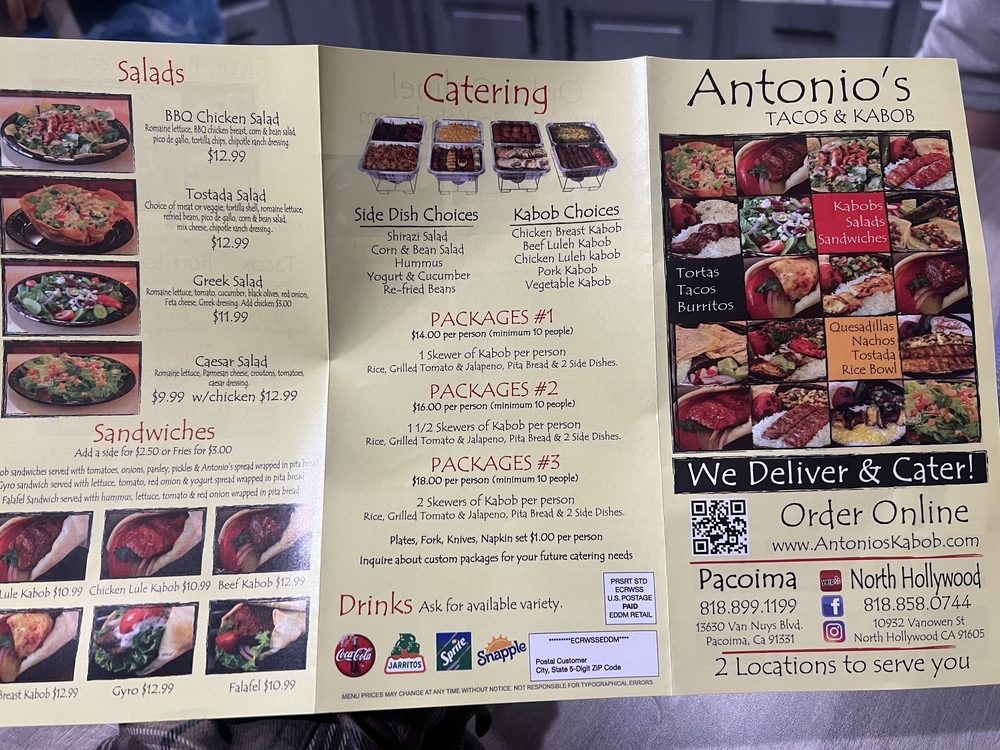 Salads
BBQ Chicken Salad
Romaine lettuce, BBQ chicken breast, corn & bean salad,
pico de gallo, tortilla chips, chipotle ranch dressing.
$12.99
Tostada Salad
Choice of meat or veggie, tortilla shell, romaine lettuce,
refried beans, pico de gallo, corn & bean salad,
mix cheese, chipotle ranch dressing.
$12.99
Greek Salad
Romaine lettuce, tomato, cucumber, black olives, red onion,
Feta cheese, Greek dressing. Add chicken $3.00
$11.99
Caesar Salad
Romaine lettuce, Parmesan cheese, croutons, tomatoes,
caesar dressing.
$9.99 w/chicken $12.99
Sandwiches
Add a side for $2.50 or Fries for $3.00
sandwiches served with tomatoes, onions, parsley, pickles & Antonio's spread wrapped in pita bread
Gyro sandwich served with lettuce, tomato, red onion & yogurt spread wrapped in pita bread
Falafel Sandwich served with hummus, lettuce, tomato & red onion wrapped in pita bread
Lule Kabob $10.99 Chicken Lule Kabob $10.99 Beef Kabob $12.99
Breast Kabob $12.99 Gyro $12.99 Falafel $10.99
Catering
Side Dish Choices
Shirazi Salad
Corn & Bean Salad
Hummus
Yogurt & Cucumber
Re-fried Beans
Kabob Choices
Chicken Breast Kabob
Beef Luleh Kabob
Chicken Luleh kabob
Pork Kabob
Vegetable Kabob
PACKAGES #1
$14.00 per person (minimum 10 people)
1 Skewer of Kabob per person
Rice, Grilled Tomato & Jalapeno, Pita Bread & 2 Side Dishes.
PACKAGES #2
$16.00 per person (minimum 10 people)
1 1/2 Skewers of Kabob per person
Rice, Grilled Tomato & Jalapeno, Pita Bread & 2 Side Dishes.
PACKAGES #3
$18.00 per person (minimum 10 people)
2 Skewers of Kabob per person
Rice, Grilled Tomato & Jalapeno, Pita Bread & 2 Side Dishes.
Plates, Fork, Knives, Napkin set $1.00 per person
Inquire about custom packages for your future catering needs
Drinks Ask for available variety.
Coca-Cola
JARRITOS
Sprite
Snapple
PRSRT STD
ECRWSS
U.S. POSTAGE
PAID
EDDM RETAIL
********ECRWSSEDDM****
Postal Customer
City, State 5-Digit ZIP Code
MENU PRICES MAY CHANGE AT ANY TIME WITHOUT NOTICE. NOT RESPONSIBLE FOR TYPOGRAPHICAL ERRORS.
Antonio's
TACOS & KABOB
Kabobs
Salads
Sandwiches
Tortas
Tacos
Burritos
Quesadillas
Nachos
Tostada
Rice Bowl
We Deliver & Cater!
Order Online
www.AntoniosKabob.com
Pacoima
818.899.1199
13630 Van Nuys Blvd.
Pacoima, CA 91331
North Hollywood
818.858.0744
10932 Vanowen St
North Hollywood CA 91605
2 Locations to serve you